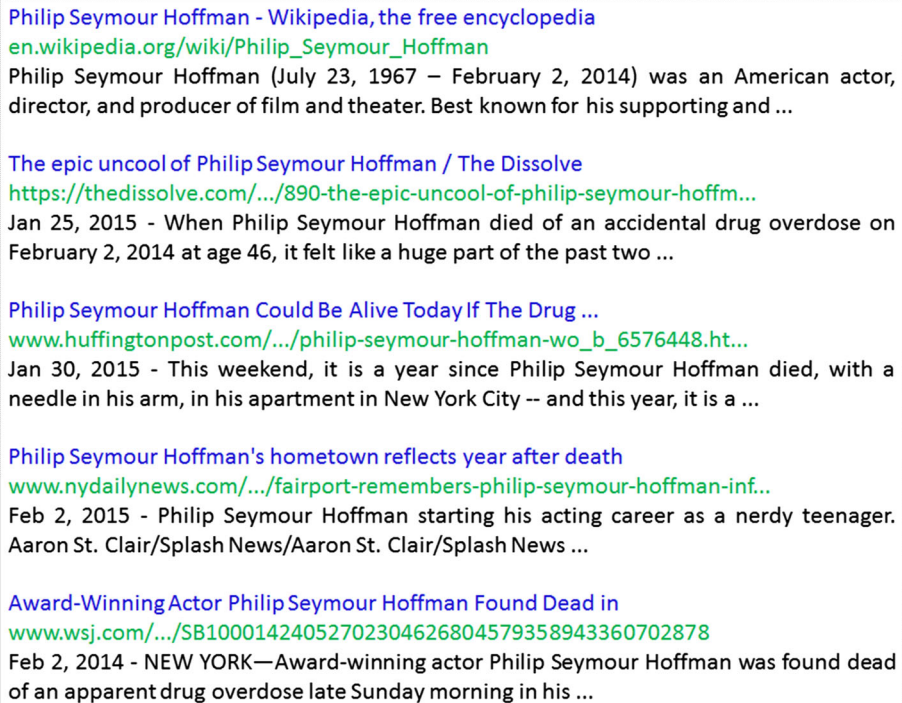 Philip Seymour Hoffman - Wikipedia, the free encyclopedia
en.wikipedia.org/wiki/Philip_Seymour_Hoffman
Philip Seymour Hoffman (July 23, 1967 – February 2, 2014) was an American actor,
director, and producer of film and theater. Best known for his supporting and ...
The epic uncool of Philip Seymour Hoffman / The Dissolve
https://thedissolve.com/.../890-the-epic-uncool-of-philip-seymour-hoffm...
Jan 25, 2015 - When Philip Seymour Hoffman died of an accidental drug overdose on
February 2, 2014 at age 46, it felt like a huge part of the past two ...
Philip Seymour Hoffman Could Be Alive Today If The Drug ...
www.huffingtonpost.com/.../philip-seymour-hoffman-wo_b_6576448.ht...
Jan 30, 2015 - This weekend, it is a year since Philip Seymour Hoffman died, with a
needle in his arm, in his apartment in New York City -- and this year, it is a ...
Philip Seymour Hoffman's hometown reflects year after death
www.nydailynews.com/.../fairport-remembers-philip-seymour-hoffman-inf...
Feb 2, 2015 - Philip Seymour Hoffman starting his acting career as a nerdy teenager.
Aaron St. Clair/Splash News/Aaron St. Clair/Splash News ...
Award-Winning Actor Philip Seymour Hoffman Found Dead in
www.wsj.com/.../SB10001424052702304626804579358943360702878
Feb 2, 2014 - NEW YORK—Award-winning actor Philip Seymour Hoffman was found dead
of an apparent drug overdose late Sunday morning in his ...